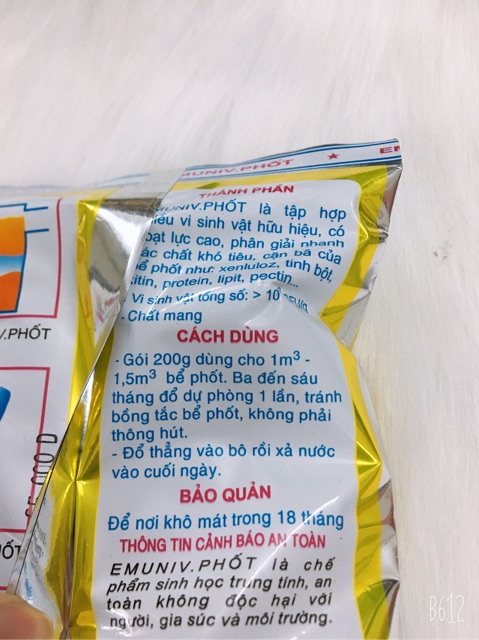 EMUNIV.PHỐT ★
THÀNH PHẦN
EMUNIV.PHỐT là tập hợp
vi sinh vật hữu hiệu, có
hoạt lực cao, phân giải nhanh
các chất khó tiêu, cặn bã của
bể phốt như: xenluloz, tinh bột,
kitin, protein, lipit, pectin...
- Vi sinh vật tổng số: > 10
- Chất mang
CÁCH DÙNG
- Gói 200g dùng cho 1m³ -
1,5m³ bể phốt. Ba đến sáu
tháng đổ dự phòng 1 lần, tránh
bồng tắc bể phốt, không phải
thông hút.
- Đổ thẳng vào bô rồi xả nước
vào cuối ngày.
BẢO QUẢN
Để nơi khô mát trong 18 tháng
THÔNG TIN CẢNH BÁO AN TOÀN
EMUNIV.PHỐT là chế
phẩm sinh học trung tính, an
toàn không độc hại với
người, gia súc và môi trường.
V.PHỐT
000 D
B612